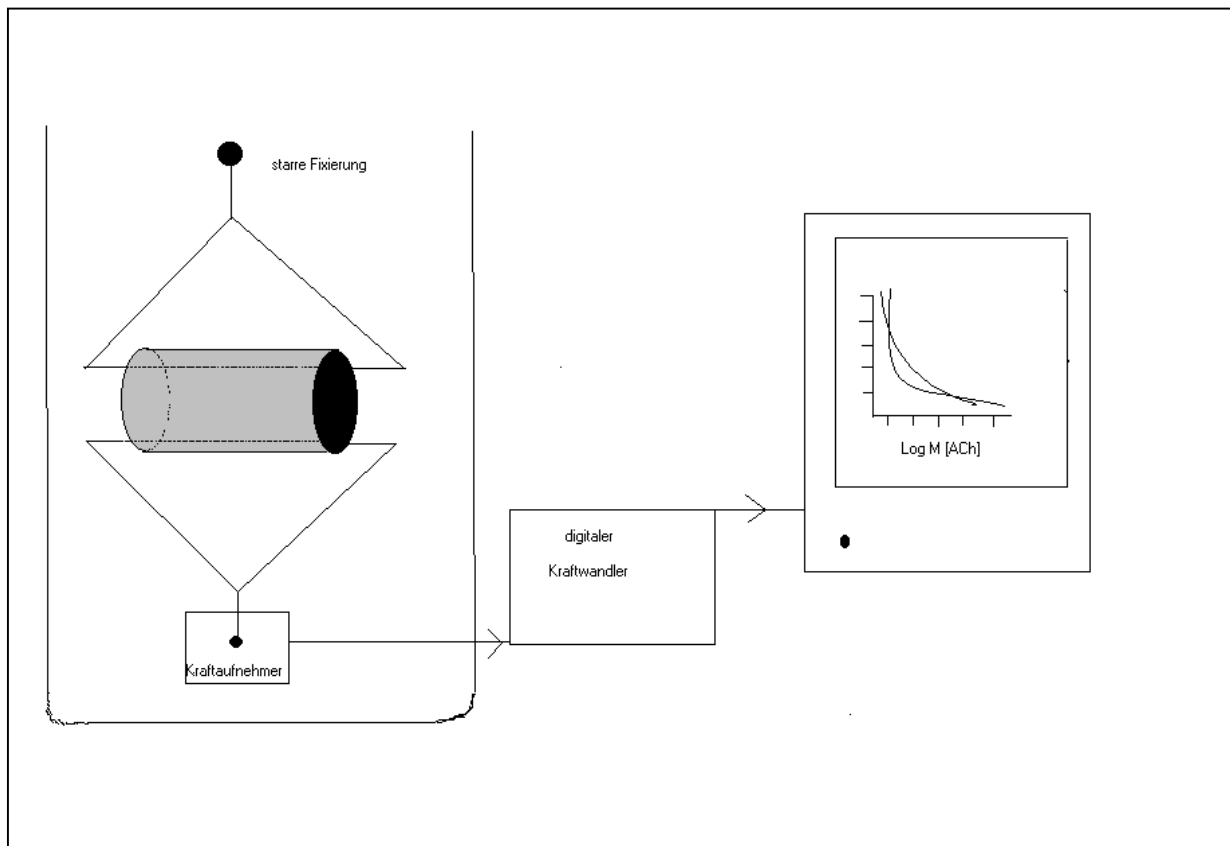 starre Fixierung
Kraftaufnehmer
digitaler
Kraftwandler
Log M [ACh]